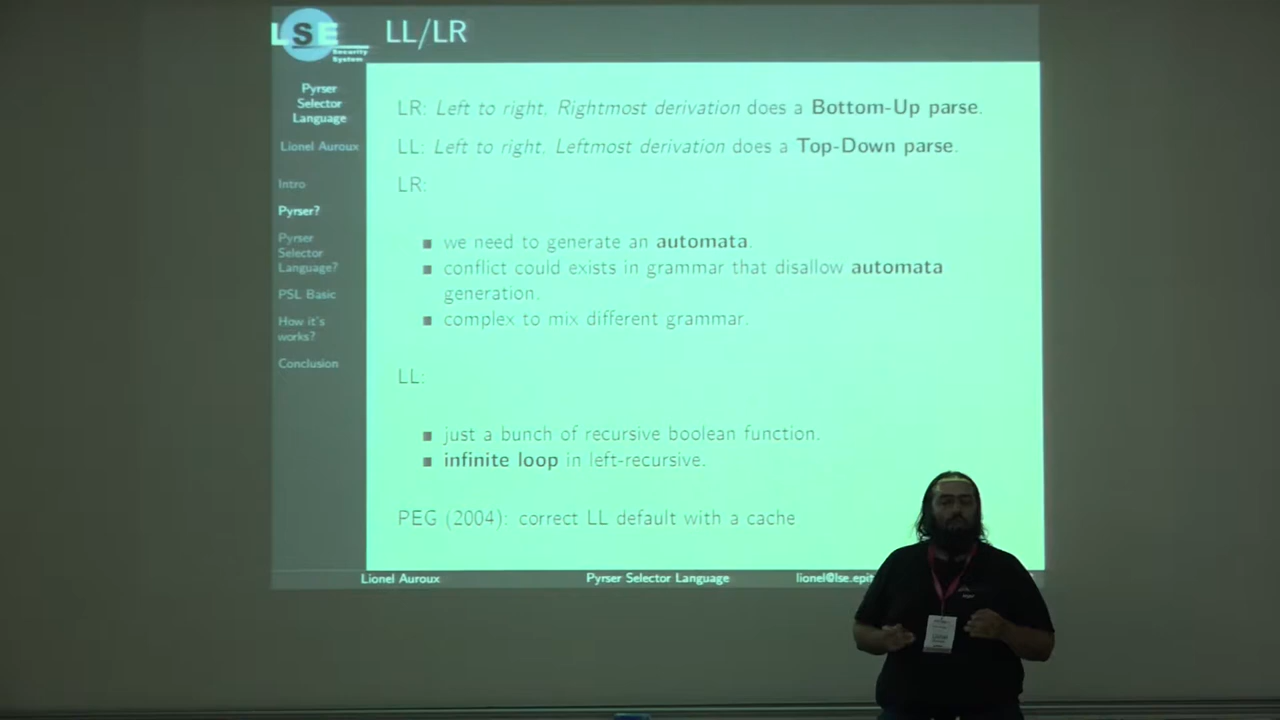 LSE
Security
System
LL/LR
Pyrser
Selector
Language
Lionel Auroux
Intro
Pyrser?
Pyrser
Selector
Language?
PSL Basic
How it's
works?
Conclusion
LR: Left to right, Rightmost derivation does a Bottom-Up parse.
LL: Left to right, Leftmost derivation does a Top-Down parse.
LR:
we need to generate an automata.
conflict could exists in grammar that disallow automata
generation.
complex to mix different grammar.
LL:
just a bunch of recursive boolean function.
infinite loop in left-recursive.
PEG (2004): correct LL default with a cache
Lionel Auroux
Pyrser Selector Language
lionel@lse.epit